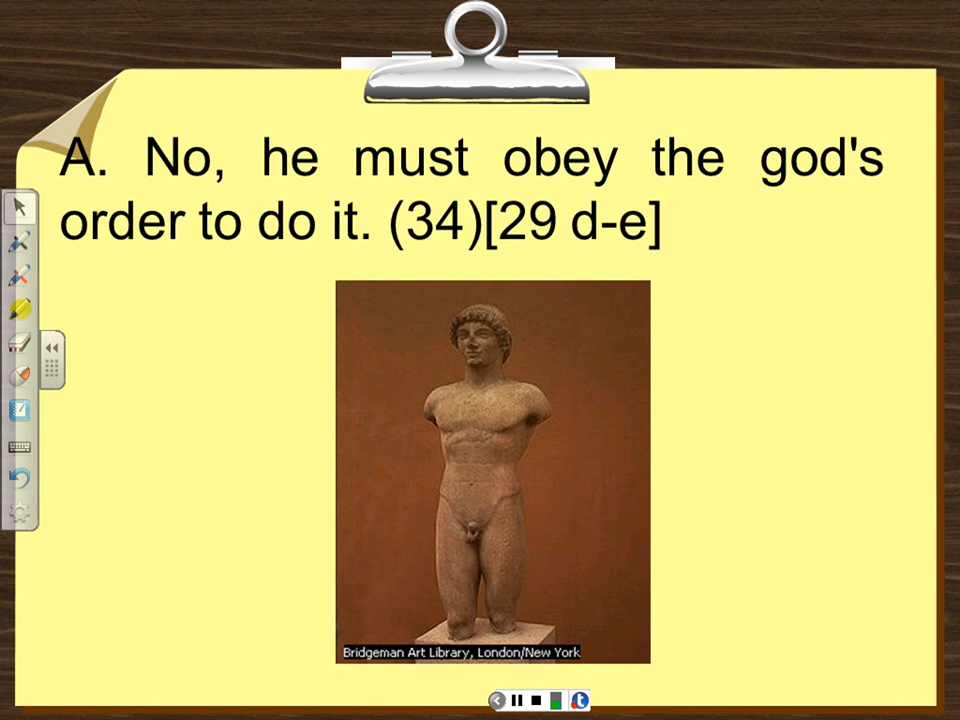 A. No, he must obey the god's
order to do it. (34)[29 d-e]
Bridgeman Art Library, London/New York